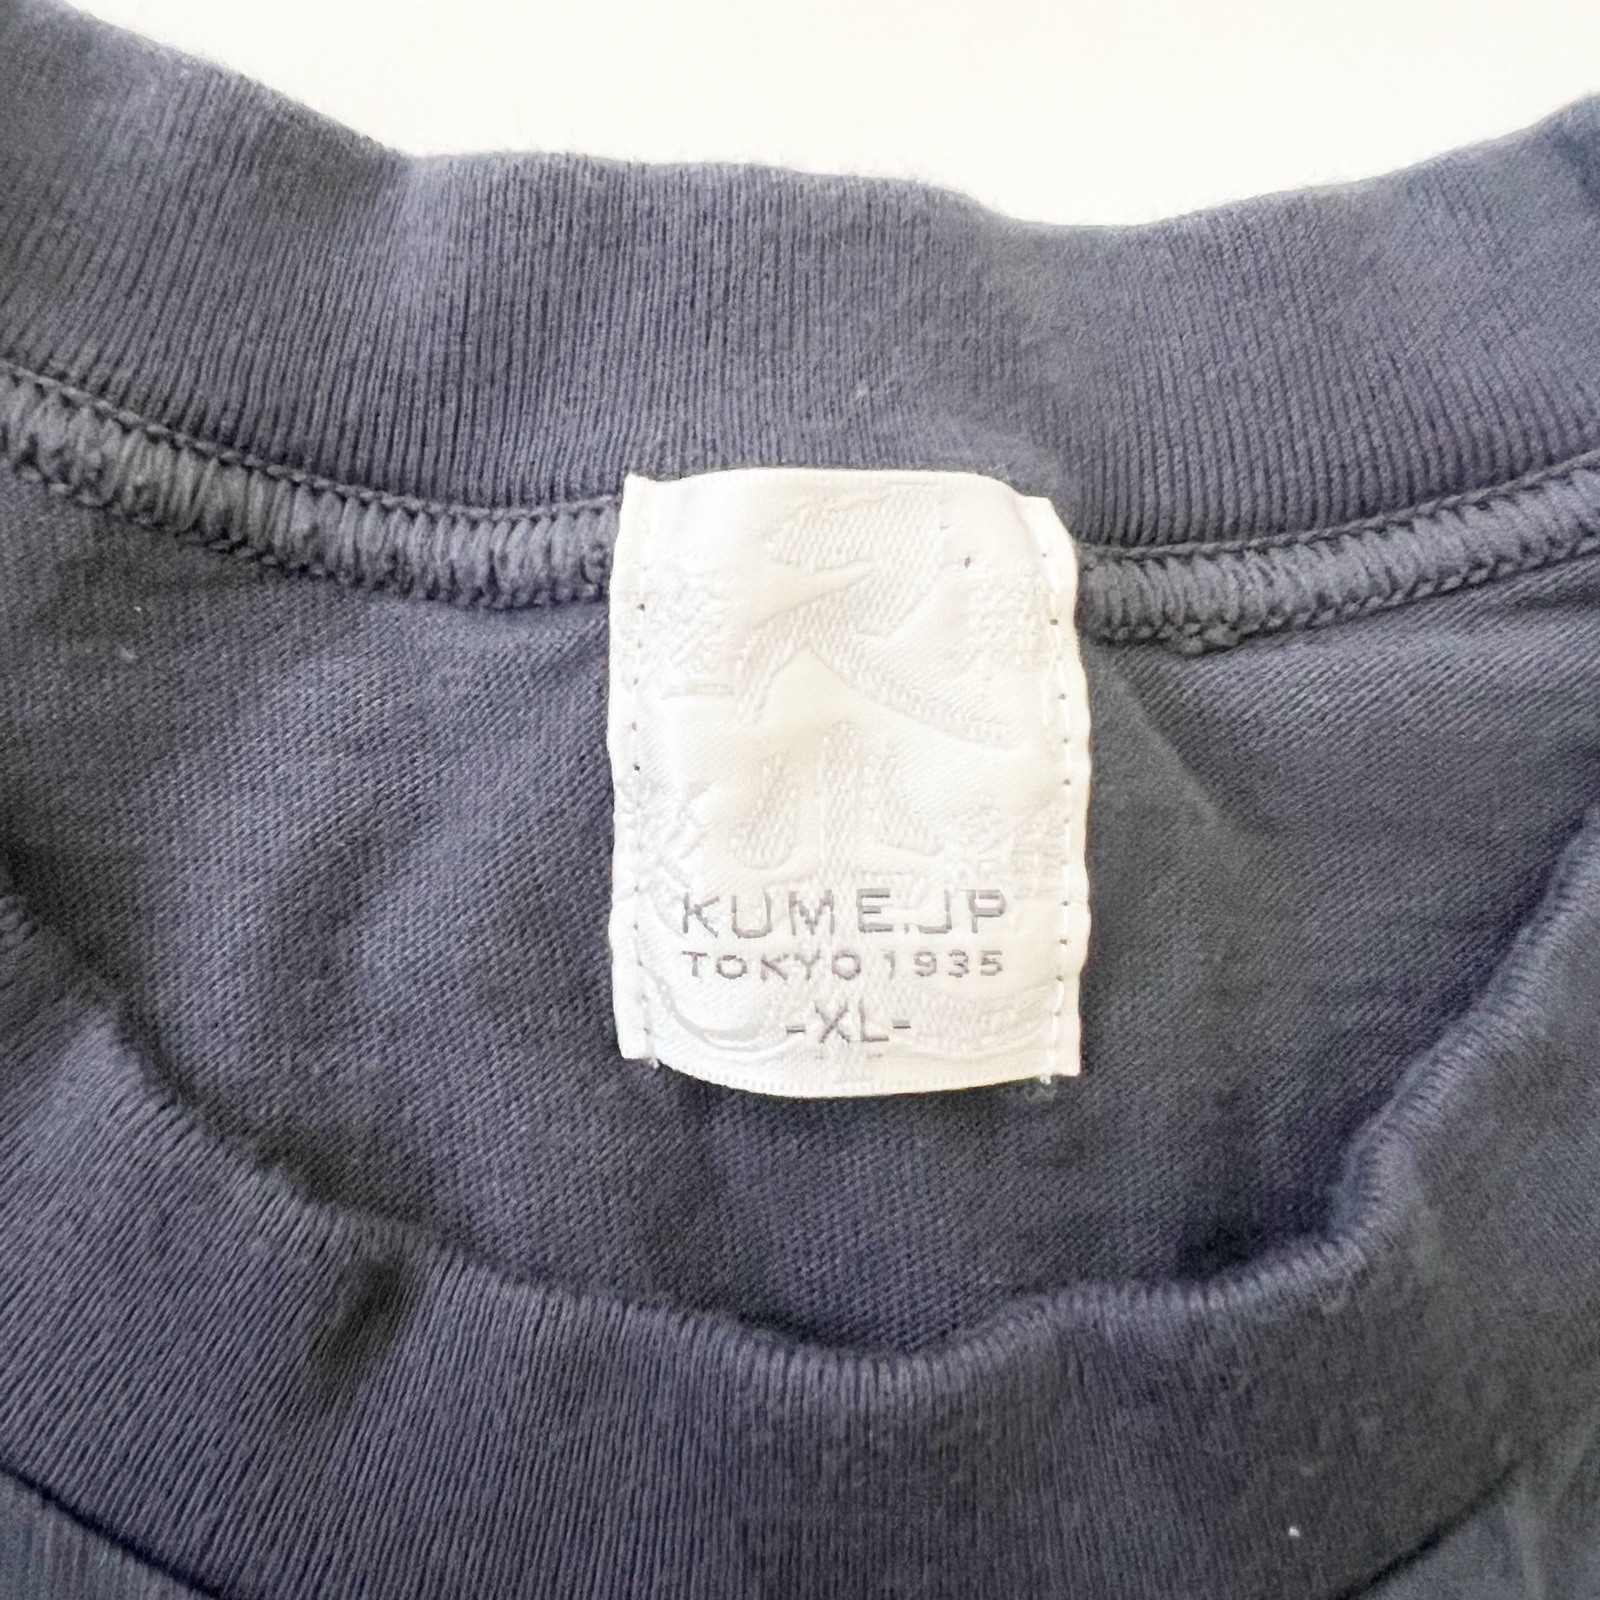 KUME.JP
TOKYO 1935
-XL-